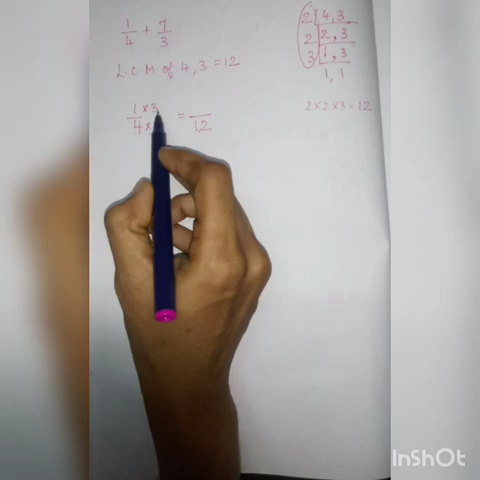 1/4 + 7/3
L.C.M. of 4, 3 = 12
1 × 3 / 4 × = /12
2 | 4, 3
2 | 2, 3
3 | 1, 3
1, 1
2 × 2 × 3 = 12
InShOt